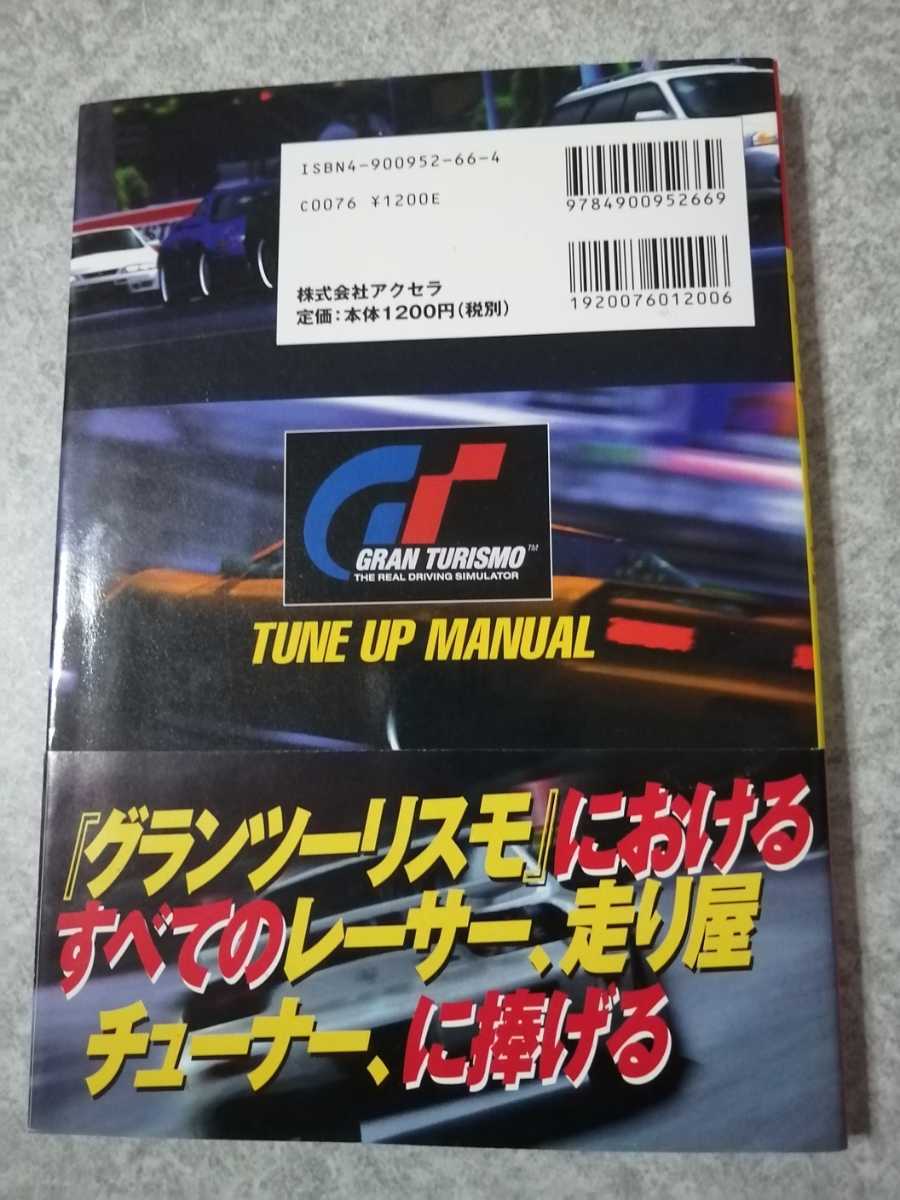 ISBN4-900952-66-4
C0076 ¥1200E
9784900952669
1920076012006
株式会社アクセラ
定価：本体1200円（税別）
GT
GRAN TURISMO™
THE REAL DRIVING SIMULATOR
TUNE UP MANUAL
『グランツーリスモ』における
すべてのレーサー、走り屋
チューナー、に捧げる